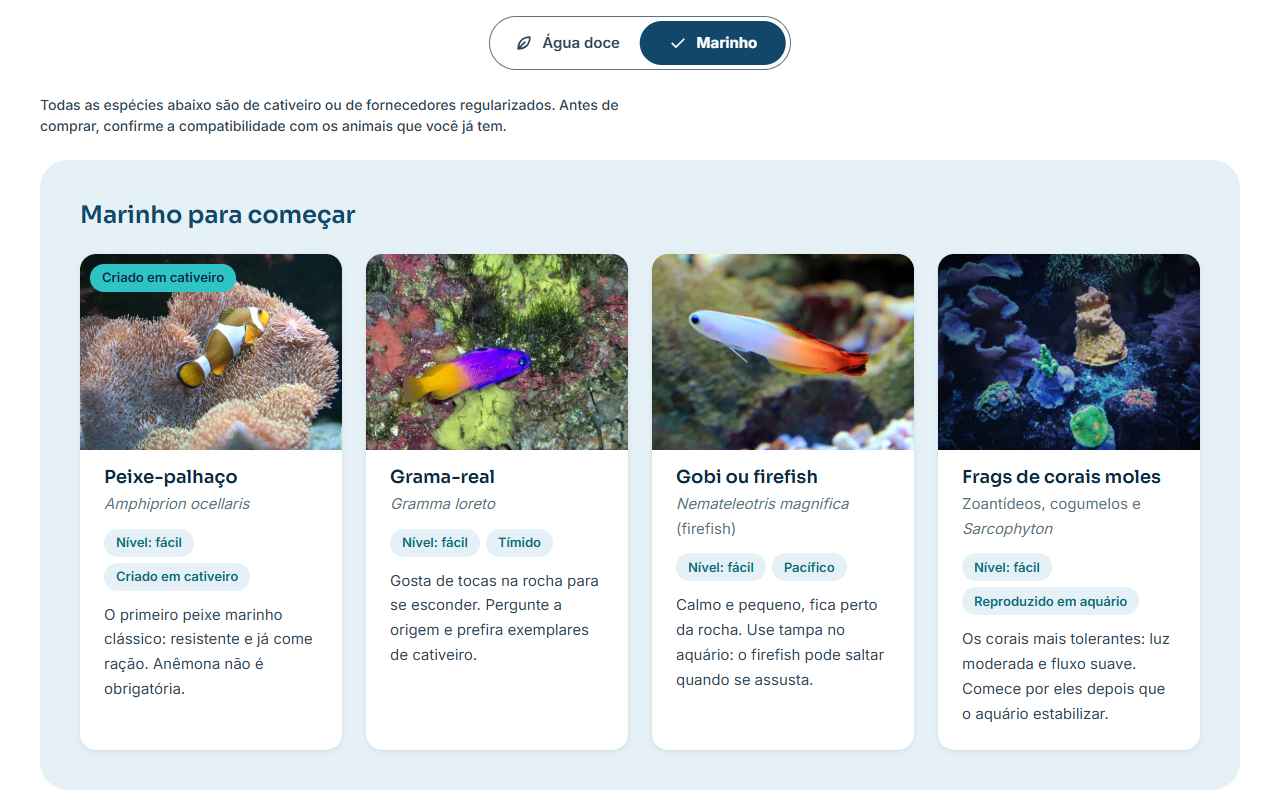 Água doce
Marinho
Todas as espécies abaixo são de cativeiro ou de fornecedores regularizados. Antes de
comprar, confirme a compatibilidade com os animais que você já tem.
Marinho para começar
Criado em cativeiro
Peixe-palhaço
Amphiprion ocellaris
Nível: fácil
Criado em cativeiro
O primeiro peixe marinho
clássico: resistente e já come
ração. Anêmona não é
obrigatória.
Grama-real
Gramma loreto
Nível: fácil Tímido
Gosta de tocas na rocha para
se esconder. Pergunte a
origem e prefira exemplares
de cativeiro.
Gobi ou firefish
Nemateleotris magnifica
(firefish)
Nível: fácil Pacífico
Calmo e pequeno, fica perto
da rocha. Use tampa no
aquário: o firefish pode saltar
quando se assusta.
Frags de corais moles
Zoantídeos, cogumelos e
Sarcophyton
Nível: fácil
Reproduzido em aquário
Os corais mais tolerantes: luz
moderada e fluxo suave.
Comece por eles depois que
o aquário estabilizar.